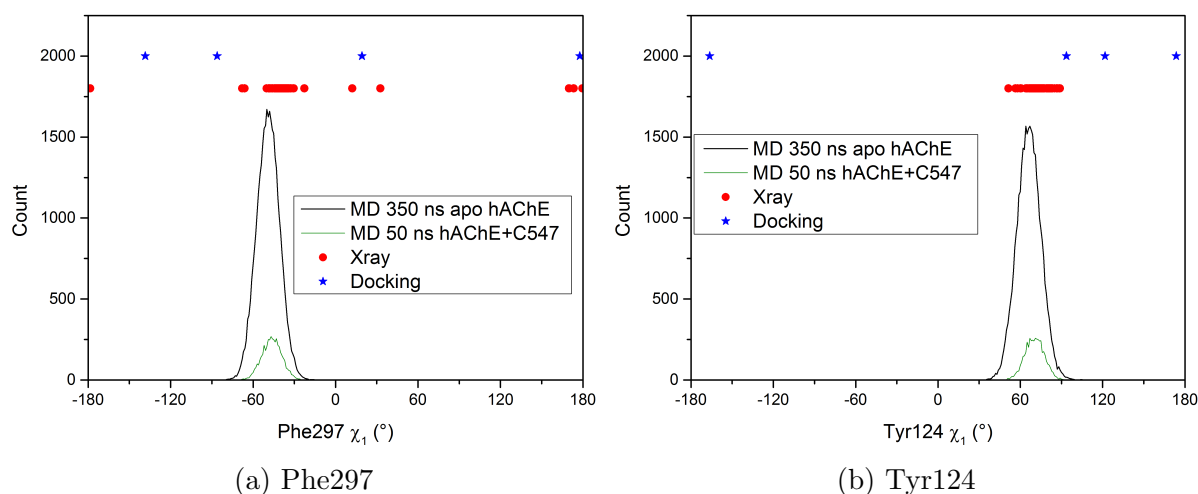 2000
1500
1000
500
0
Count
MD 350 ns apo hAChE
MD 50 ns hAChE+C547
Xray
Docking
-180 -120 -60 0 60 120 180
Phe297 χ1 (°)
(a) Phe297
2000
1500
1000
500
0
Count
MD 350 ns apo hAChE
MD 50 ns hAChE+C547
Xray
Docking
-180 -120 -60 0 60 120 180
Tyr124 χ1 (°)
(b) Tyr124